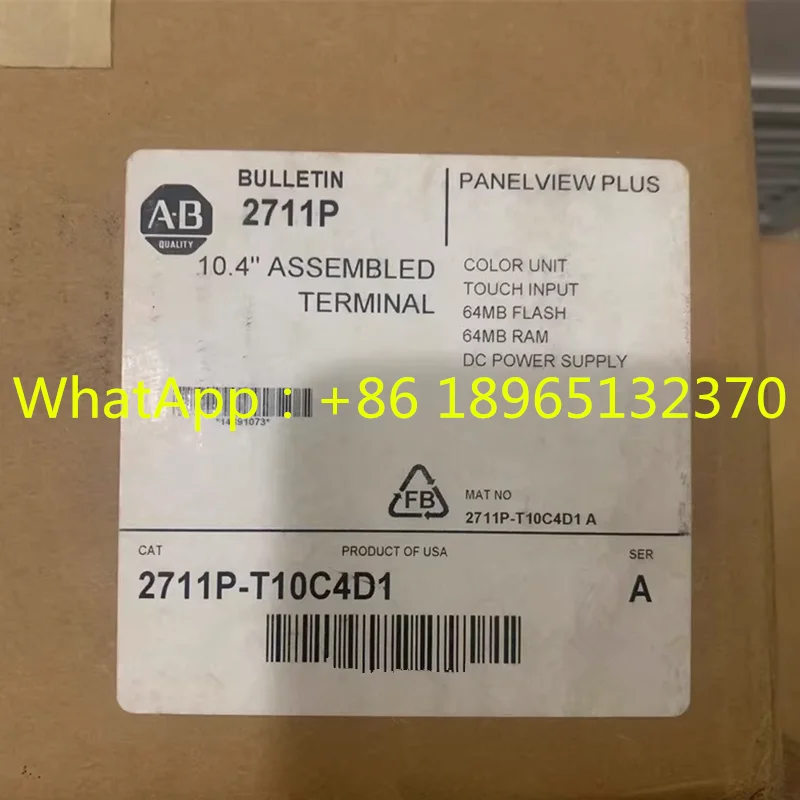 BULLETIN
2711P
PANELVIEW PLUS
A·B
QUALITY
10.4" ASSEMBLED
TERMINAL
COLOR UNIT
TOUCH INPUT
64MB FLASH
64MB RAM
DC POWER SUPPLY
WhatApp : +86 18965132370
FB
MAT NO
2711P-T10C4D1 A
CAT
PRODUCT OF USA
SER
2711P-T10C4D1
A